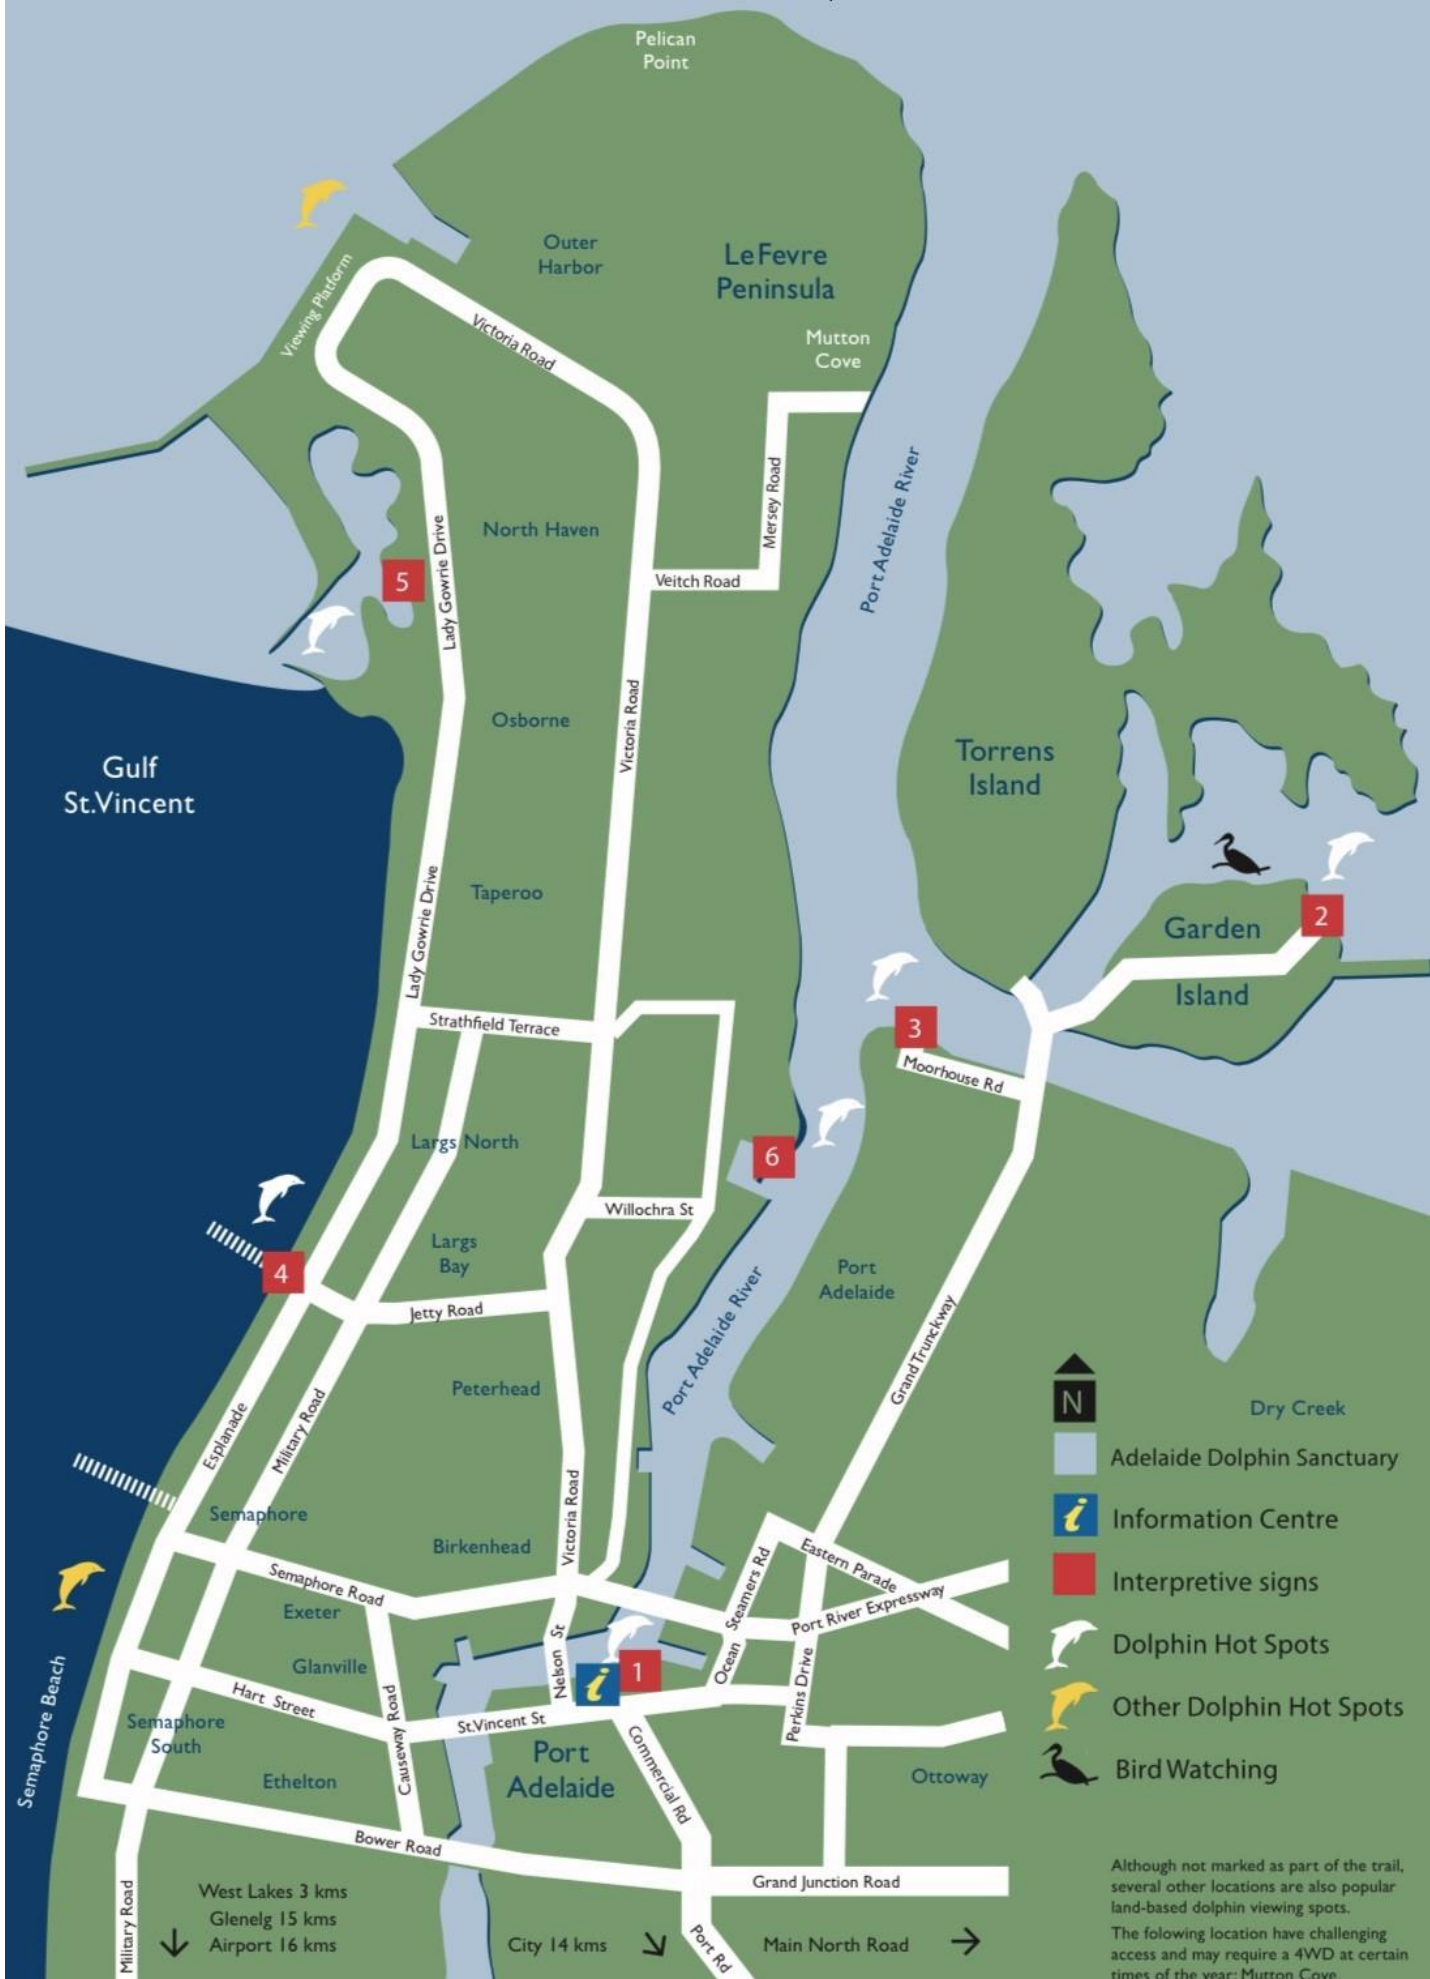 Pelican
Point
Outer
Harbor
LeFevre
Peninsula
Viewing Platform
Victoria Road
Mutton
Cove
Mersey Road
Port Adelaide River
North Haven
Lady Gowrie Drive
5
Veitch Road
Osborne
Victoria Road
Torrens
Island
Gulf
St.Vincent
Taperoo
Lady Gowrie Drive
Garden
Island
2
Strathfield Terrace
3
Moorhouse Rd
Largs North
6
Willochra St
Largs
Bay
4
Port
Adelaide
Jetty Road
Port Adelaide River
Grand Trunckway
Peterhead
Esplanade
Military Road
N
Dry Creek
Adelaide Dolphin Sanctuary
Semaphore
Victoria Road
Birkenhead
i
Information Centre
Semaphore Road
Exeter
Steamers Rd
Ocean
Eastern Parade
Port River Expressway
Interpretive signs
Dolphin Hot Spots
Glanville
Nelson St
i
1
Hart Street
Causeway Road
St.Vincent St
Perkins Drive
Other Dolphin Hot Spots
Semaphore Beach
Semaphore
South
Port
Adelaide
Commercial Rd
Ottoway
Bird Watching
Ethelton
Bower Road
Grand Junction Road
Military Road
West Lakes 3 kms
Glenelg 15 kms
Airport 16 kms
City 14 kms
Port Rd
Main North Road
Although not marked as part of the trail,
several other locations are also popular
land-based dolphin viewing spots.
The folowing location have challenging
access and may require a 4WD at certain
times of the year: Mutton Cove